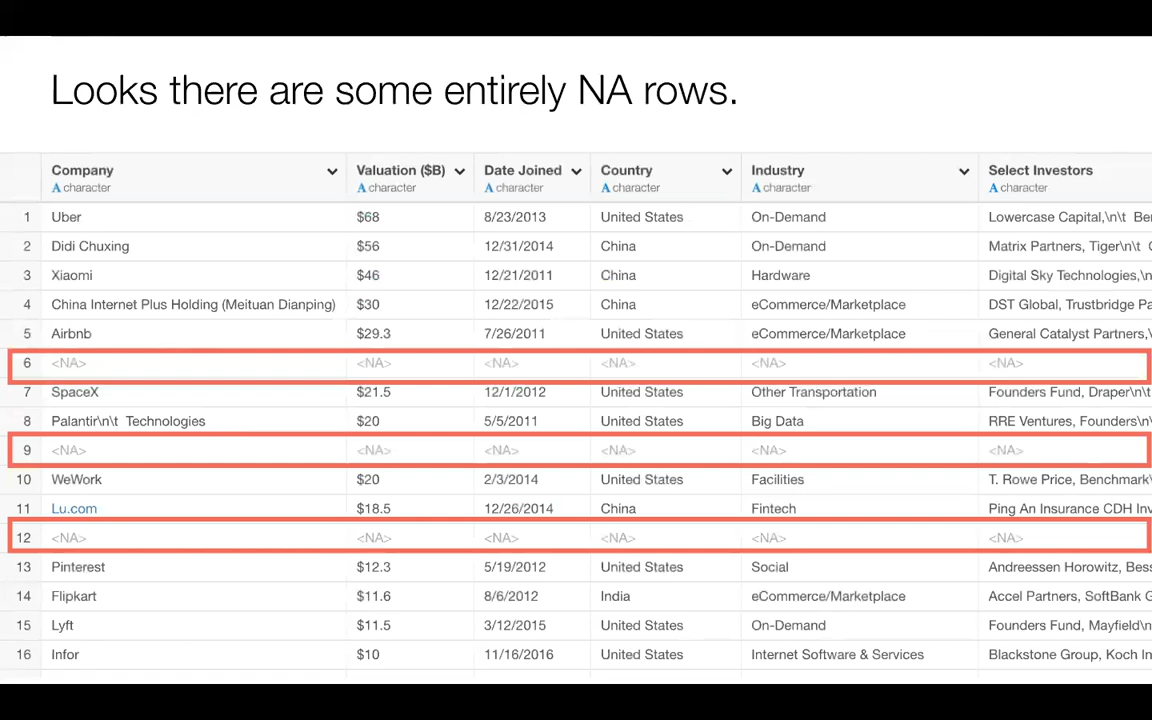 Looks there are some entirely NA rows.
Company Valuation ($B) Date Joined Country Industry Select Investors
A character A character A character A character A character A character
1 Uber $68 8/23/2013 United States On-Demand Lowercase Capital,\n\t Ber
2 Didi Chuxing $56 12/31/2014 China On-Demand Matrix Partners, Tiger\n\t
3 Xiaomi $46 12/21/2011 China Hardware Digital Sky Technologies,\n
4 China Internet Plus Holding (Meituan Dianping) $30 12/22/2015 China eCommerce/Marketplace DST Global, Trustbridge Pa
5 Airbnb $29.3 7/26/2011 United States eCommerce/Marketplace General Catalyst Partners,\
6 <NA> <NA> <NA> <NA> <NA> <NA>
7 SpaceX $21.5 12/1/2012 United States Other Transportation Founders Fund, Draper\n\t
8 Palantir\n\t Technologies $20 5/5/2011 United States Big Data RRE Ventures, Founders\n
9 <NA> <NA> <NA> <NA> <NA> <NA>
10 WeWork $20 2/3/2014 United States Facilities T. Rowe Price, Benchmark\
11 Lu.com $18.5 12/26/2014 China Fintech Ping An Insurance CDH Inv
12 <NA> <NA> <NA> <NA> <NA> <NA>
13 Pinterest $12.3 5/19/2012 United States Social Andreessen Horowitz, Bess
14 Flipkart $11.6 8/6/2012 India eCommerce/Marketplace Accel Partners, SoftBank G
15 Lyft $11.5 3/12/2015 United States On-Demand Founders Fund, Mayfield\n
16 Infor $10 11/16/2016 United States Internet Software & Services Blackstone Group, Koch In